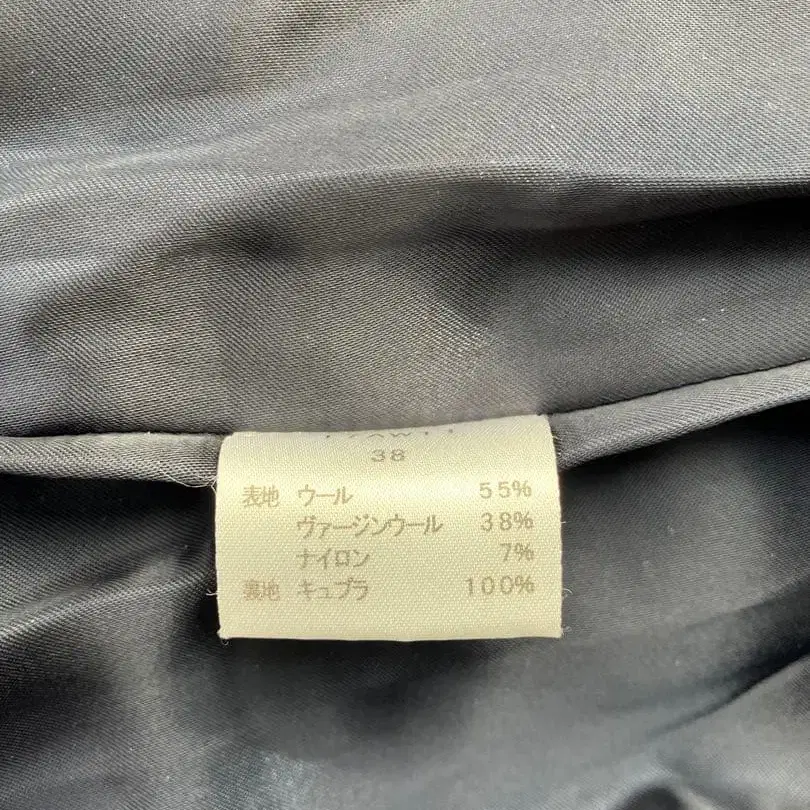 38
表地 ウール 55%
ヴァージンウール 38%
ナイロン 7%
裏地 キュプラ 100%